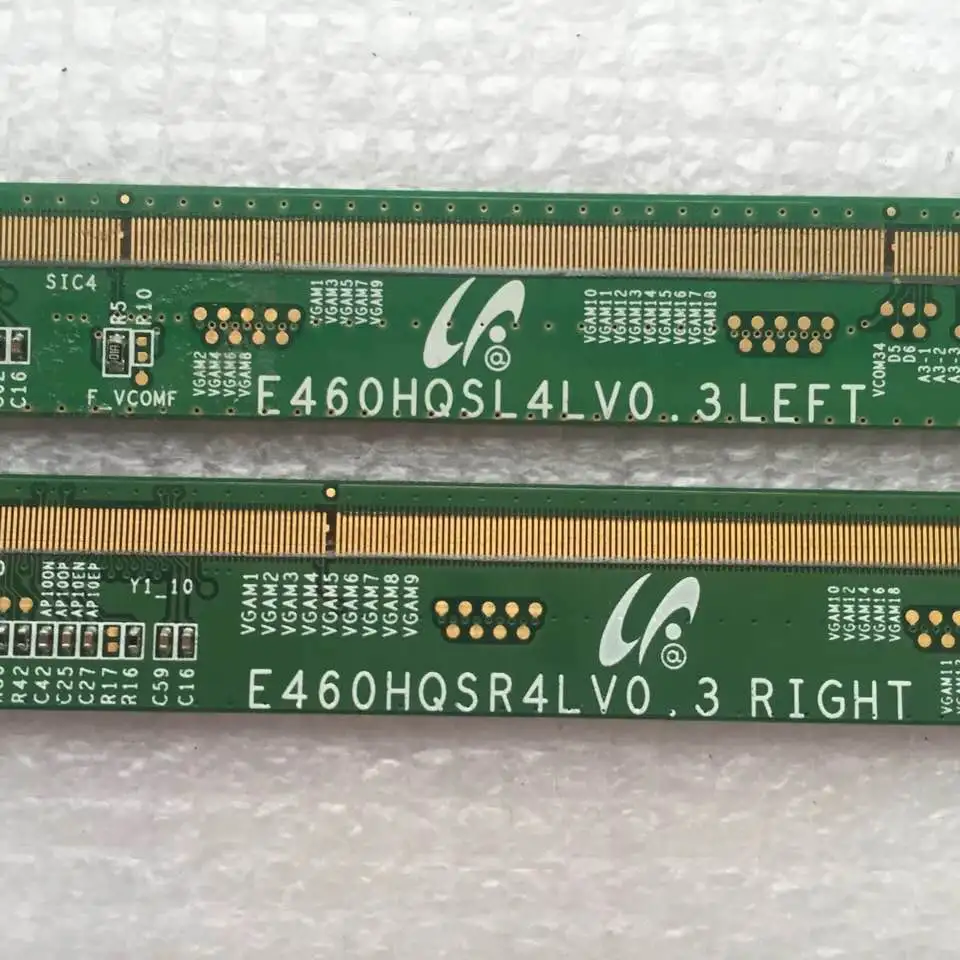 SIC4
R5
R10
VGAM1
VGAM3
VGAM5
VGAM7
VGAM9
VGAM2
VGAM4
VGAM6
VGAM8
VGAM10
VGAM11
VGAM12
VGAM13
VGAM14
VGAM15
VGAM16
VGAM17
VGAM18
VCOM34
D5
D6
A3-1
A3-2
A3-3
C16
F_VCOMF
@
E460HQSL4LV0.3LEFT
AP10ON
AP10OP
AP10EN
AP10EP
Y1_10
VGAM1
VGAM2
VGAM3
VGAM4
VGAM5
VGAM6
VGAM7
VGAM8
VGAM9
VGAM10
VGAM12
VGAM14
VGAM16
VGAM18
VGAM11
R42
C42
C25
C27
R17
R16
C59
C16
@
E460HQSR4LV0.3 RIGHT